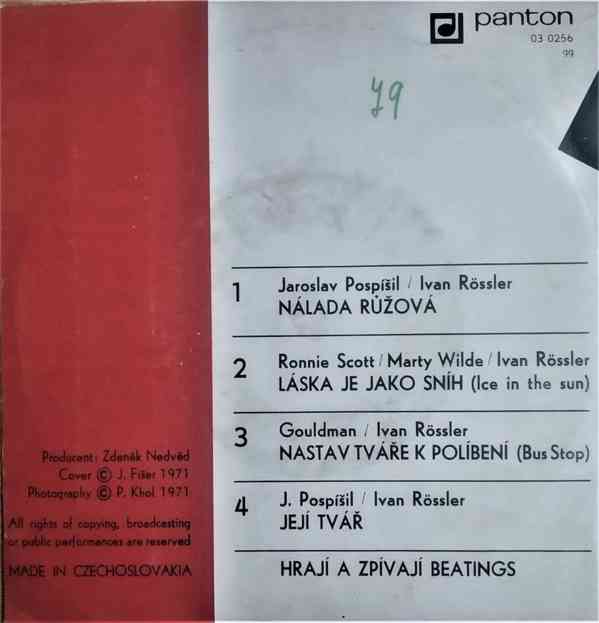 panton
03 0256
99
79
1 Jaroslav Pospíšil / Ivan Rössler
NÁLADA RŮŽOVÁ
2 Ronnie Scott / Marty Wilde / Ivan Rössler
LÁSKA JE JAKO SNÍH (Ice in the sun)
3 Gouldman / Ivan Rössler
NASTAV TVÁŘE K POLÍBENÍ (Bus Stop)
4 J. Pospíšil / Ivan Rössler
JEJÍ TVÁŘ
HRAJÍ A ZPÍVAJÍ BEATINGS
Producent: Zdeněk Nedvěd
Cover © J. Fišer 1971
Photography © P. Khol 1971
All rights of copying, broadcasting
or public performances are reserved
MADE IN CZECHOSLOVAKIA